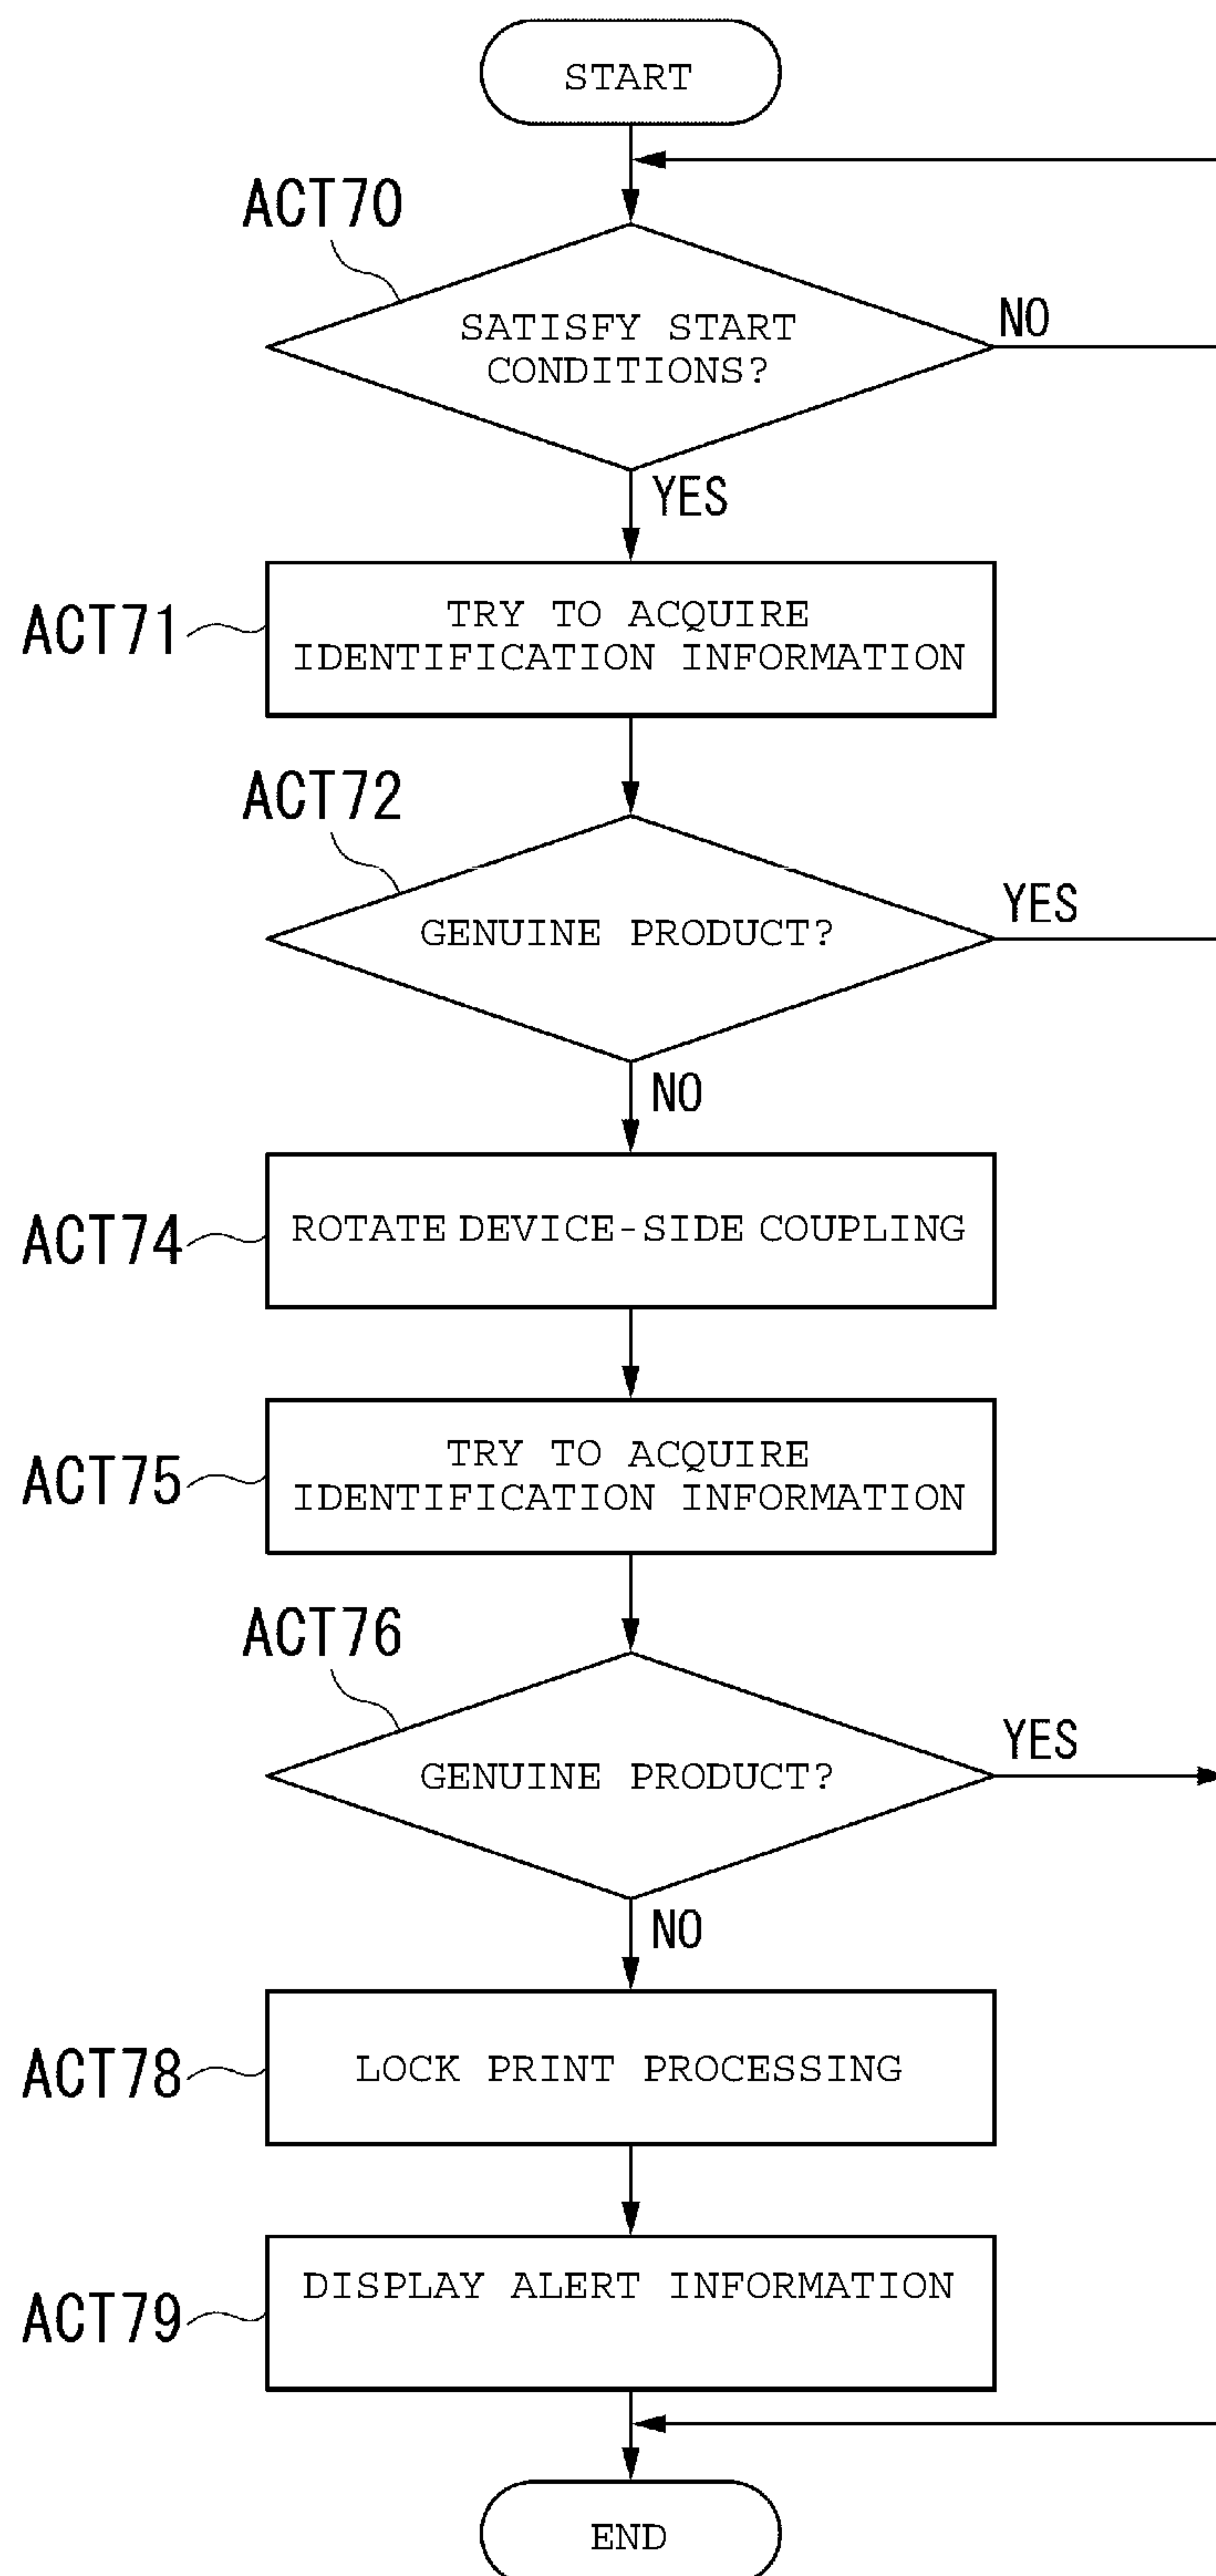 START
ACT70
SATISFY START
CONDITIONS?
NO
YES
ACT71
TRY TO ACQUIRE
IDENTIFICATION INFORMATION
ACT72
GENUINE PRODUCT?
YES
NO
ACT74
ROTATE DEVICE-SIDE COUPLING
ACT75
TRY TO ACQUIRE
IDENTIFICATION INFORMATION
ACT76
GENUINE PRODUCT?
YES
NO
ACT78
LOCK PRINT PROCESSING
ACT79
DISPLAY ALERT INFORMATION
END